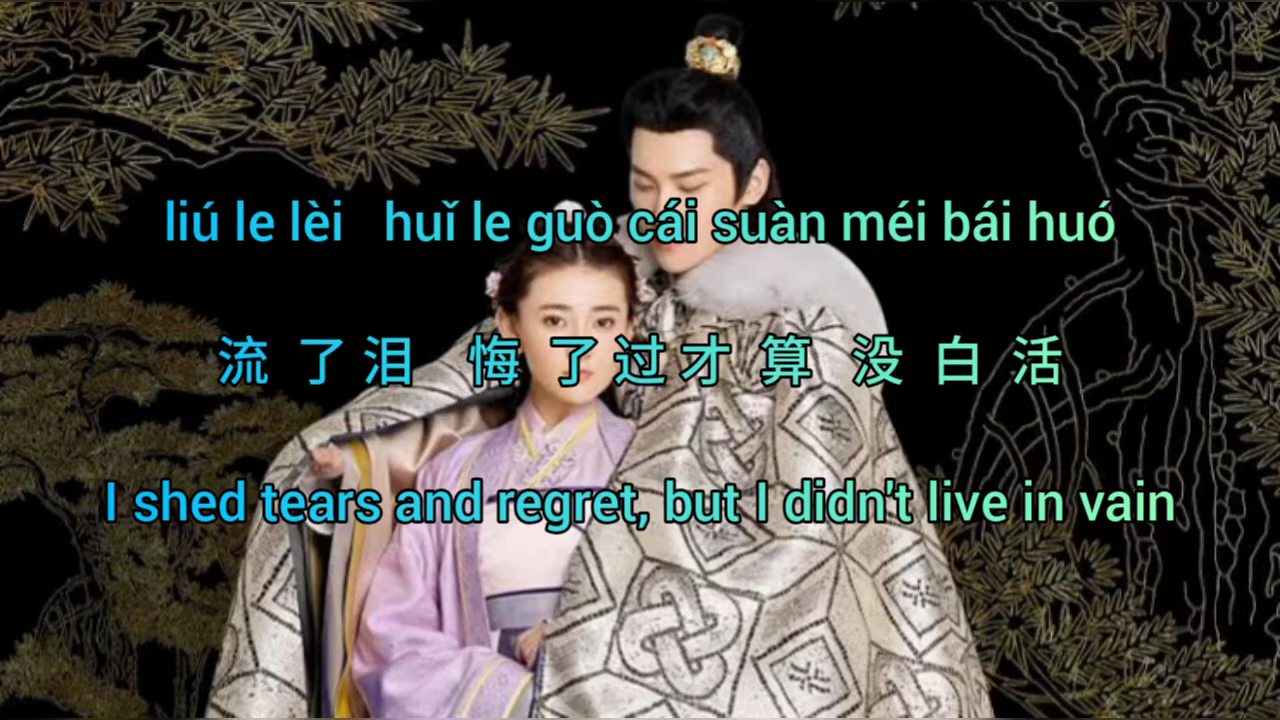 liú le lèi huǐ le guò cái suàn méi bái huó
流了泪 悔了过才算没白活
I shed tears and regret, but I didn't live in vain